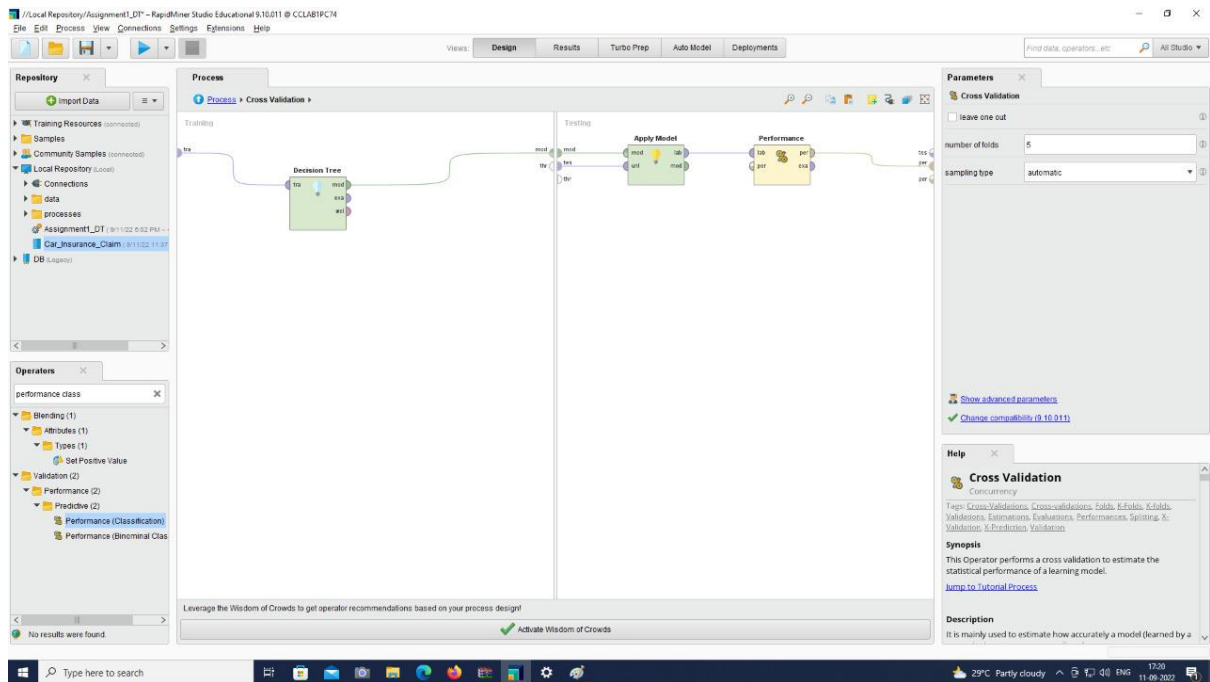 //Local Repository/Assignment1_DT* – RapidMiner Studio Educational 9.10.011 @ CCLAB1PC74
File Edit Process View Connections Settings Extensions Help
Views: Design Results Turbo Prep Auto Model Deployments
Find data, operators...etc All Studio
Repository
Import Data
Training Resources (connected)
Samples
Community Samples (connected)
Local Repository (Local)
Connections
data
processes
Assignment1_DT
Car_Insurance_Claim
DB (Legacy)
Operators
performance class
Blending (1)
Attributes (1)
Types (1)
Set Positive Value
Validation (2)
Performance (2)
Predictive (2)
Performance (Classification)
Performance (Binominal Clas
No results were found.
Process
Process Cross Validation
Training
tra
Decision Tree
tra mod
exa
wei
mod
thr
Testing
mod
tes
thr
Apply Model
mod lab
unl mod
Performance
lab per
per exa
tes
per
per
Leverage the Wisdom of Crowds to get operator recommendations based on your process design!
Activate Wisdom of Crowds
Parameters
Cross Validation
leave one out
number of folds 5
sampling type automatic
Show advanced parameters
Change compatibility (9.10.011)
Help
Cross Validation
Concurrency
Tags: Cross-Validations, Cross-validations, Folds, K-Folds, K-folds,
Validations, Estimations, Evaluations, Performances, Splitting, X-
Validation, X-Prediction, Validation
Synopsis
This Operator performs a cross validation to estimate the
statistical performance of a learning model.
Jump to Tutorial Process
Description
It is mainly used to estimate how accurately a model (learned by a
Type here to search
29°C Partly cloudy ENG
17:20
11-09-2022